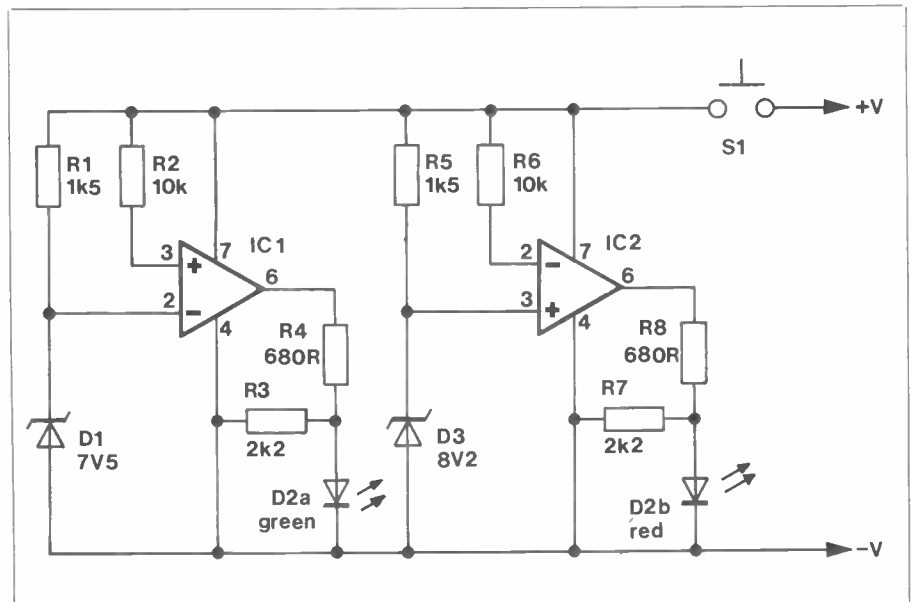 +V
S1
R1
1k5
R2
10k
R5
1k5
R6
10k
IC1
3
+
7
6
2
-
4
IC2
2
-
7
6
3
+
4
R4
680R
R8
680R
R3
2k2
R7
2k2
D1
7V5
D3
8V2
D2a
green
D2b
red
-V